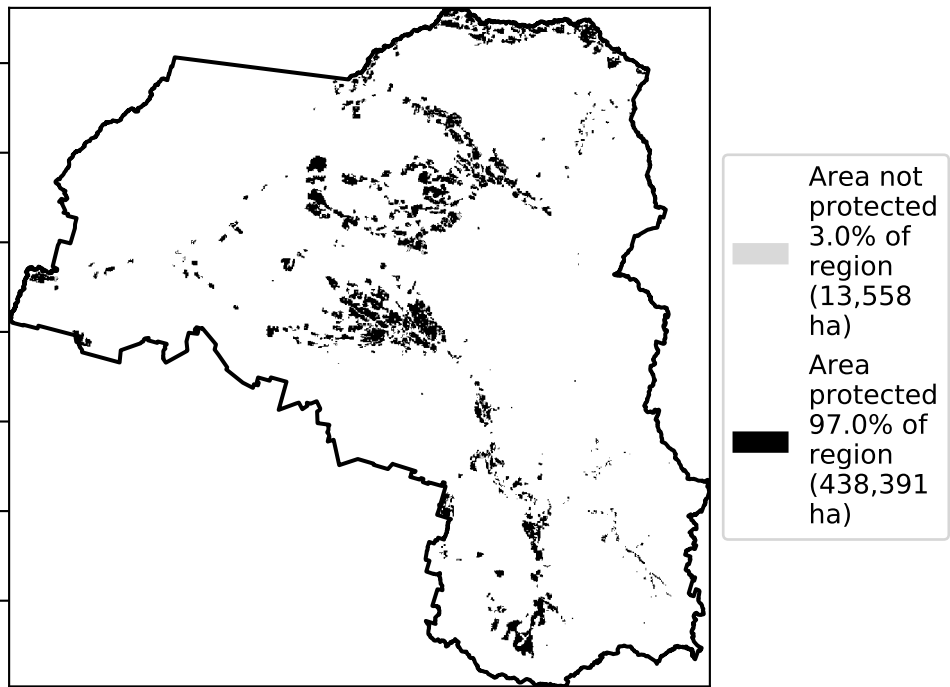 Area not
protected
3.0% of
region
(13,558
ha)
Area
protected
97.0% of
region
(438,391
ha)